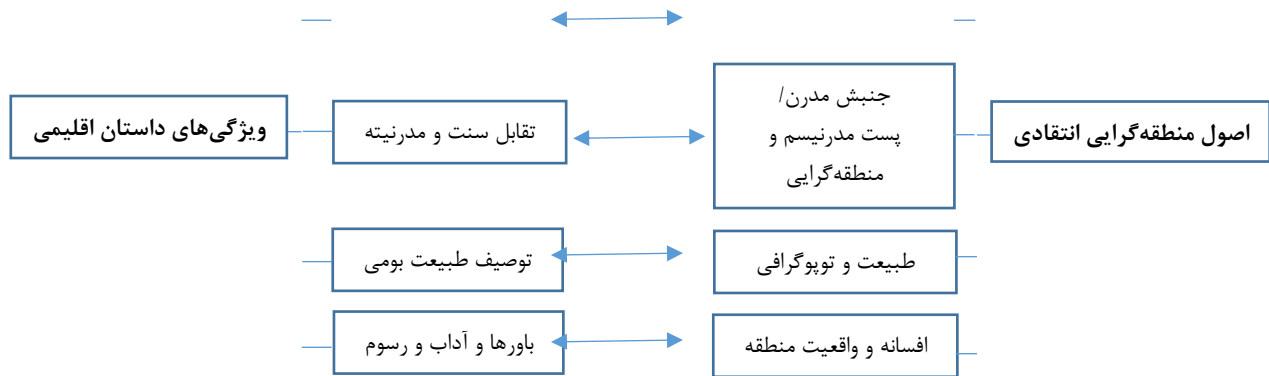 اصول منطقه‌گرایی انتقادی
جنبش مدرن/
پست مدرنیسم و
منطقه‌گرایی
تقابل سنت و مدرنیته
ویژگی‌های داستان اقلیمی
طبیعت و توپوگرافی
توصیف طبیعت بومی
افسانه و واقعیت منطقه
باورها و آداب و رسوم